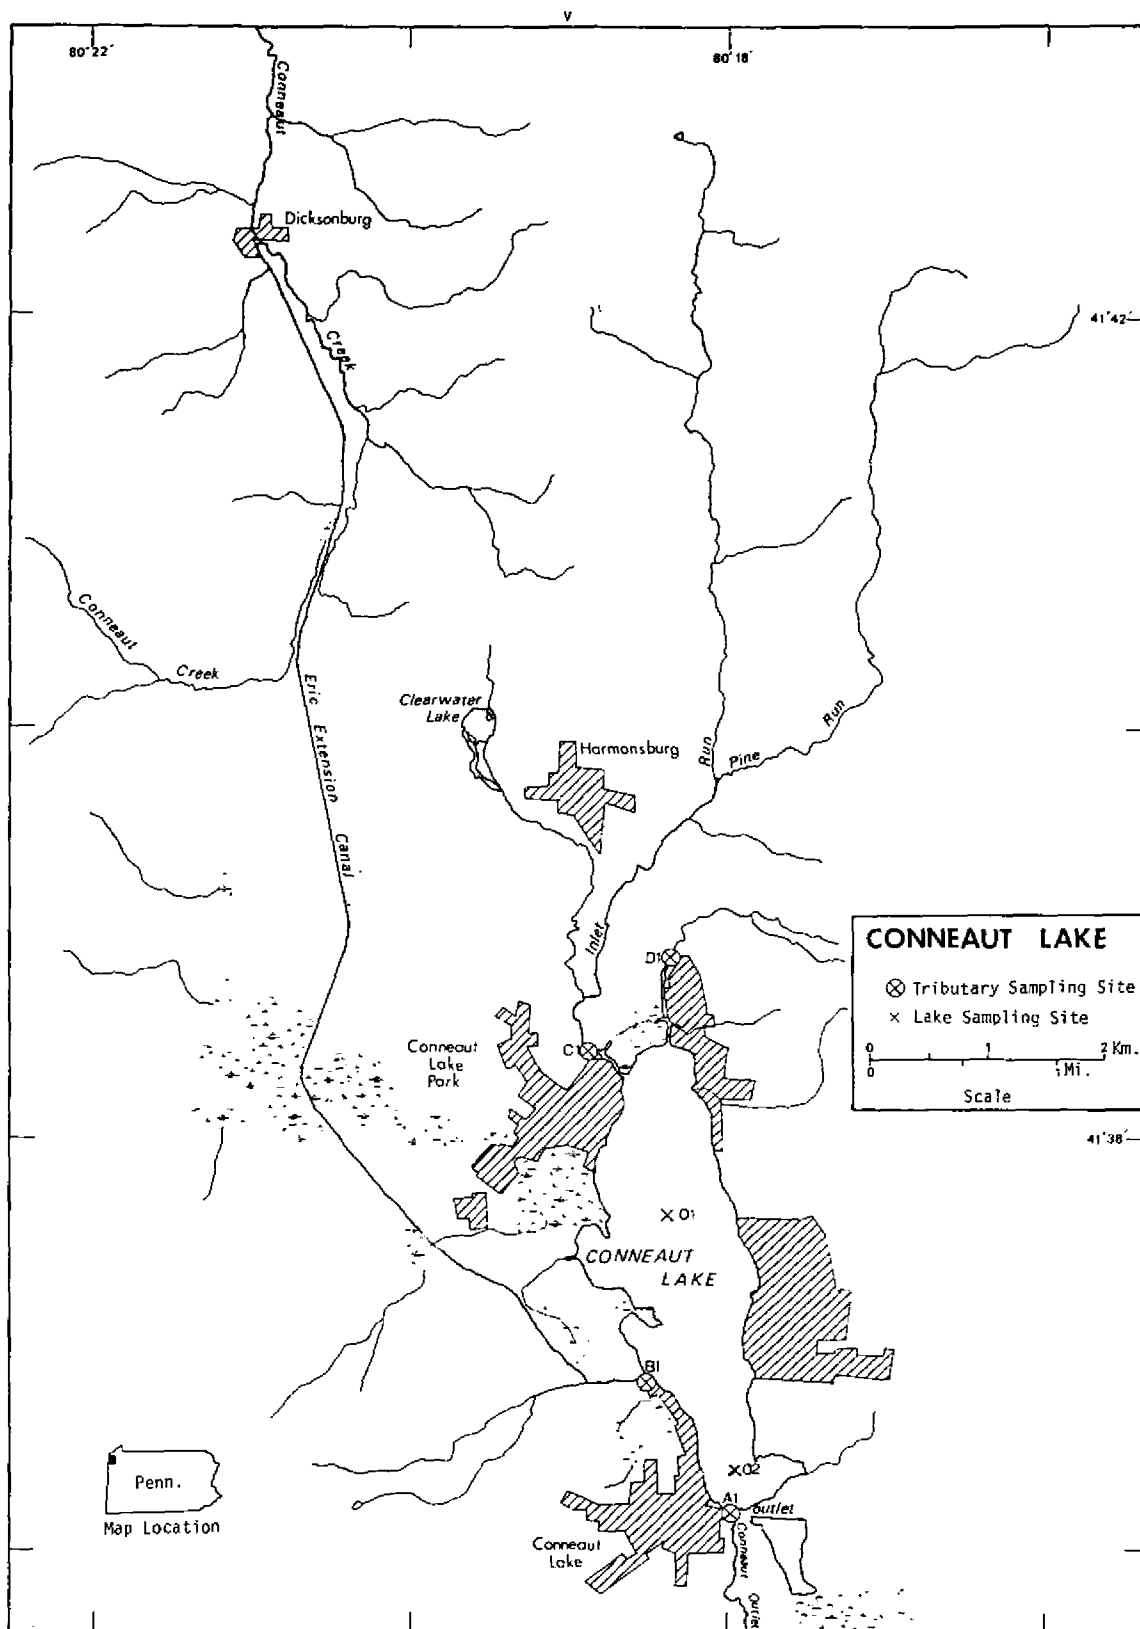 V
80°22′
80°18′
Conneaut
Dicksonburg
41°42′
Creek
Conneaut
Creek
Erie Extension Canal
Clearwater
Lake
Harmonsburg
Run
Pine Run
Inlet
CONNEAUT LAKE
Tributary Sampling Site
Lake Sampling Site
0 1 2 Km.
0 1 Mi.
Scale
D1
C1
Conneaut
Lake
Park
41°38′
01
CONNEAUT
LAKE
B1
02
A1
outlet
Conneaut
Outlet
Conneaut
Lake
Penn.
Map Location